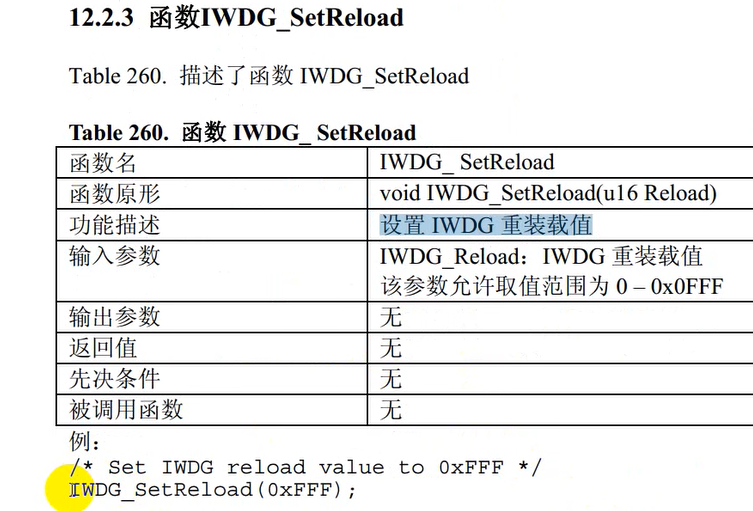 12.2.3 函数IWDG_SetReload
Table 260. 描述了函数 IWDG_SetReload
Table 260. 函数 IWDG_ SetReload
函数名 IWDG_ SetReload
函数原形 void IWDG_SetReload(u16 Reload)
功能描述 设置 IWDG 重装载值
输入参数 IWDG_Reload：IWDG 重装载值
该参数允许取值范围为 0 – 0x0FFF
输出参数 无
返回值 无
先决条件 无
被调用函数 无
例：
/* Set IWDG reload value to 0xFFF */
IWDG_SetReload(0xFFF);